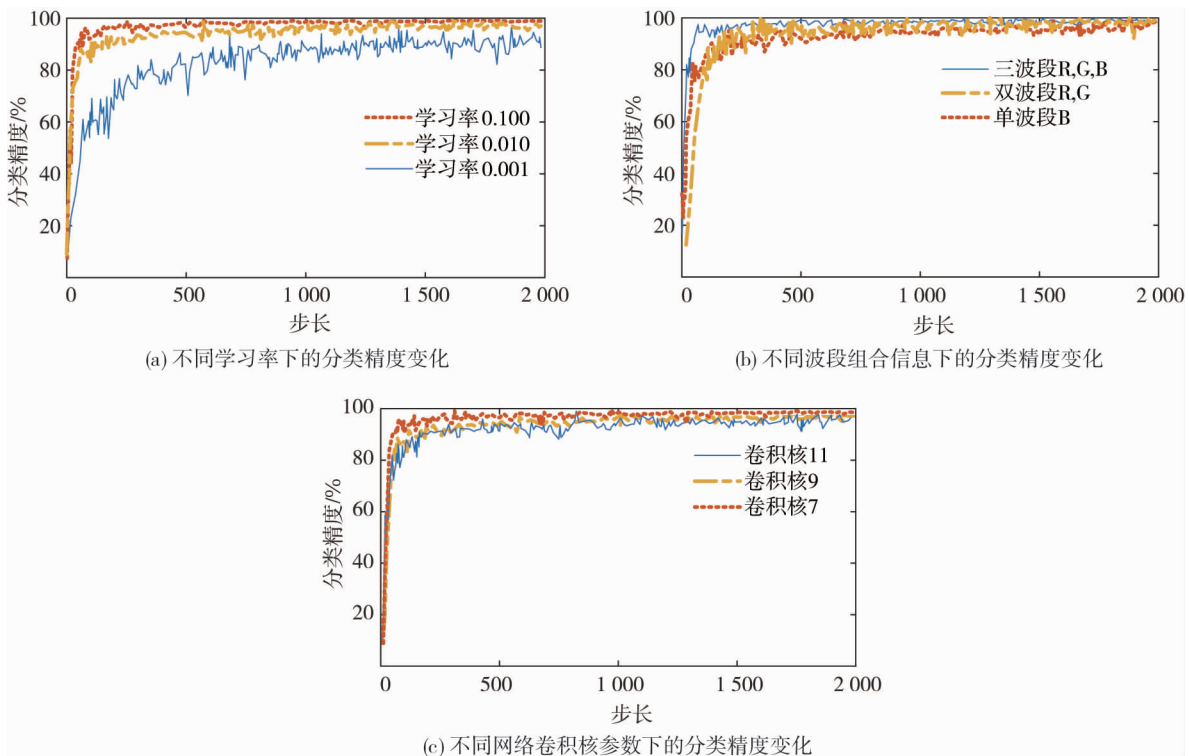 100
80
60
40
20
分类精度/%
学习率0.100
学习率0.010
学习率0.001
0
500
1 000
1 500
2 000
步长
(a) 不同学习率下的分类精度变化
100
80
60
40
20
分类精度/%
三波段R,G,B
双波段R,G
单波段B
0
500
1 000
1 500
2 000
步长
(b) 不同波段组合信息下的分类精度变化
100
80
60
40
20
分类精度/%
卷积核11
卷积核9
卷积核7
0
500
1 000
1 500
2 000
步长
(c) 不同网络卷积核参数下的分类精度变化